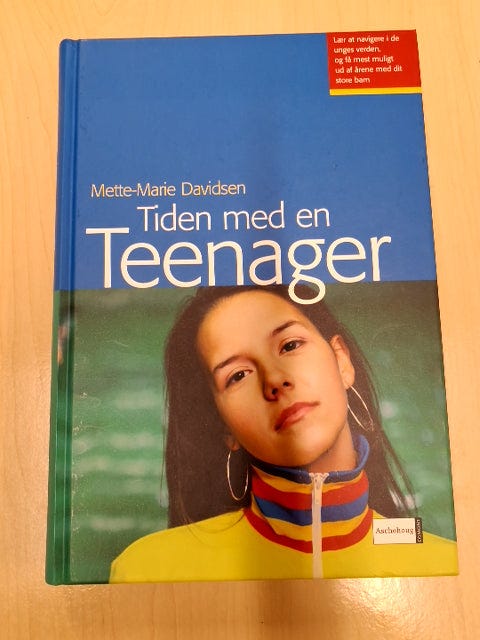 Lær at navigere i de
unges verden,
og få mest muligt
ud af årene med dit
store barn
Mette-Marie Davidsen
Tiden med en
Teenager
Aschehoug
EGMONT